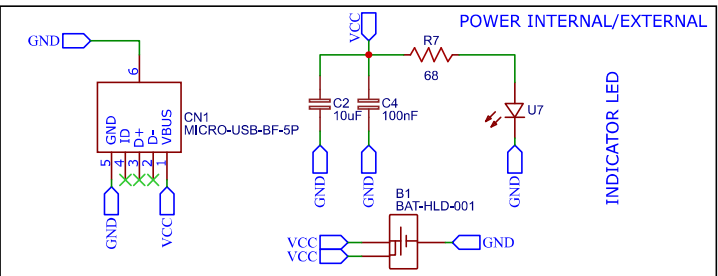 POWER INTERNAL/EXTERNAL
GND
VCC
6
R7
68
CN1
MICRO-USB-BF-5P
GND
ID
D+
D-
VBUS
5
4
3
2
1
GND
VCC
C2
10uF
C4
100nF
GND
GND
U7
GND
INDICATOR LED
B1
BAT-HLD-001
VCC
VCC
GND